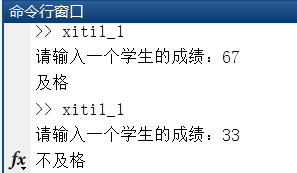 命令行窗口
>> xiti1_1
请输入一个学生的成绩：67
及格
>> xiti1_1
请输入一个学生的成绩：33
不及格
fx